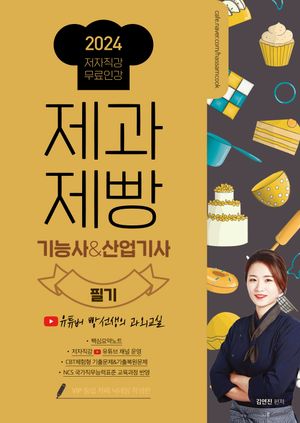 2024
저자직강
무료인강
cafe.naver.com/hassamcook
제과
제빵
기능사&산업기사
필기
유튜버 빵선생의 과외교실
• 핵심요약노트
• 저자직강 유튜브 채널 운영
• CBT체험형 기출문제&기출복원문제
• NCS 국가직무능력표준 교육과정 반영
김연진 편저